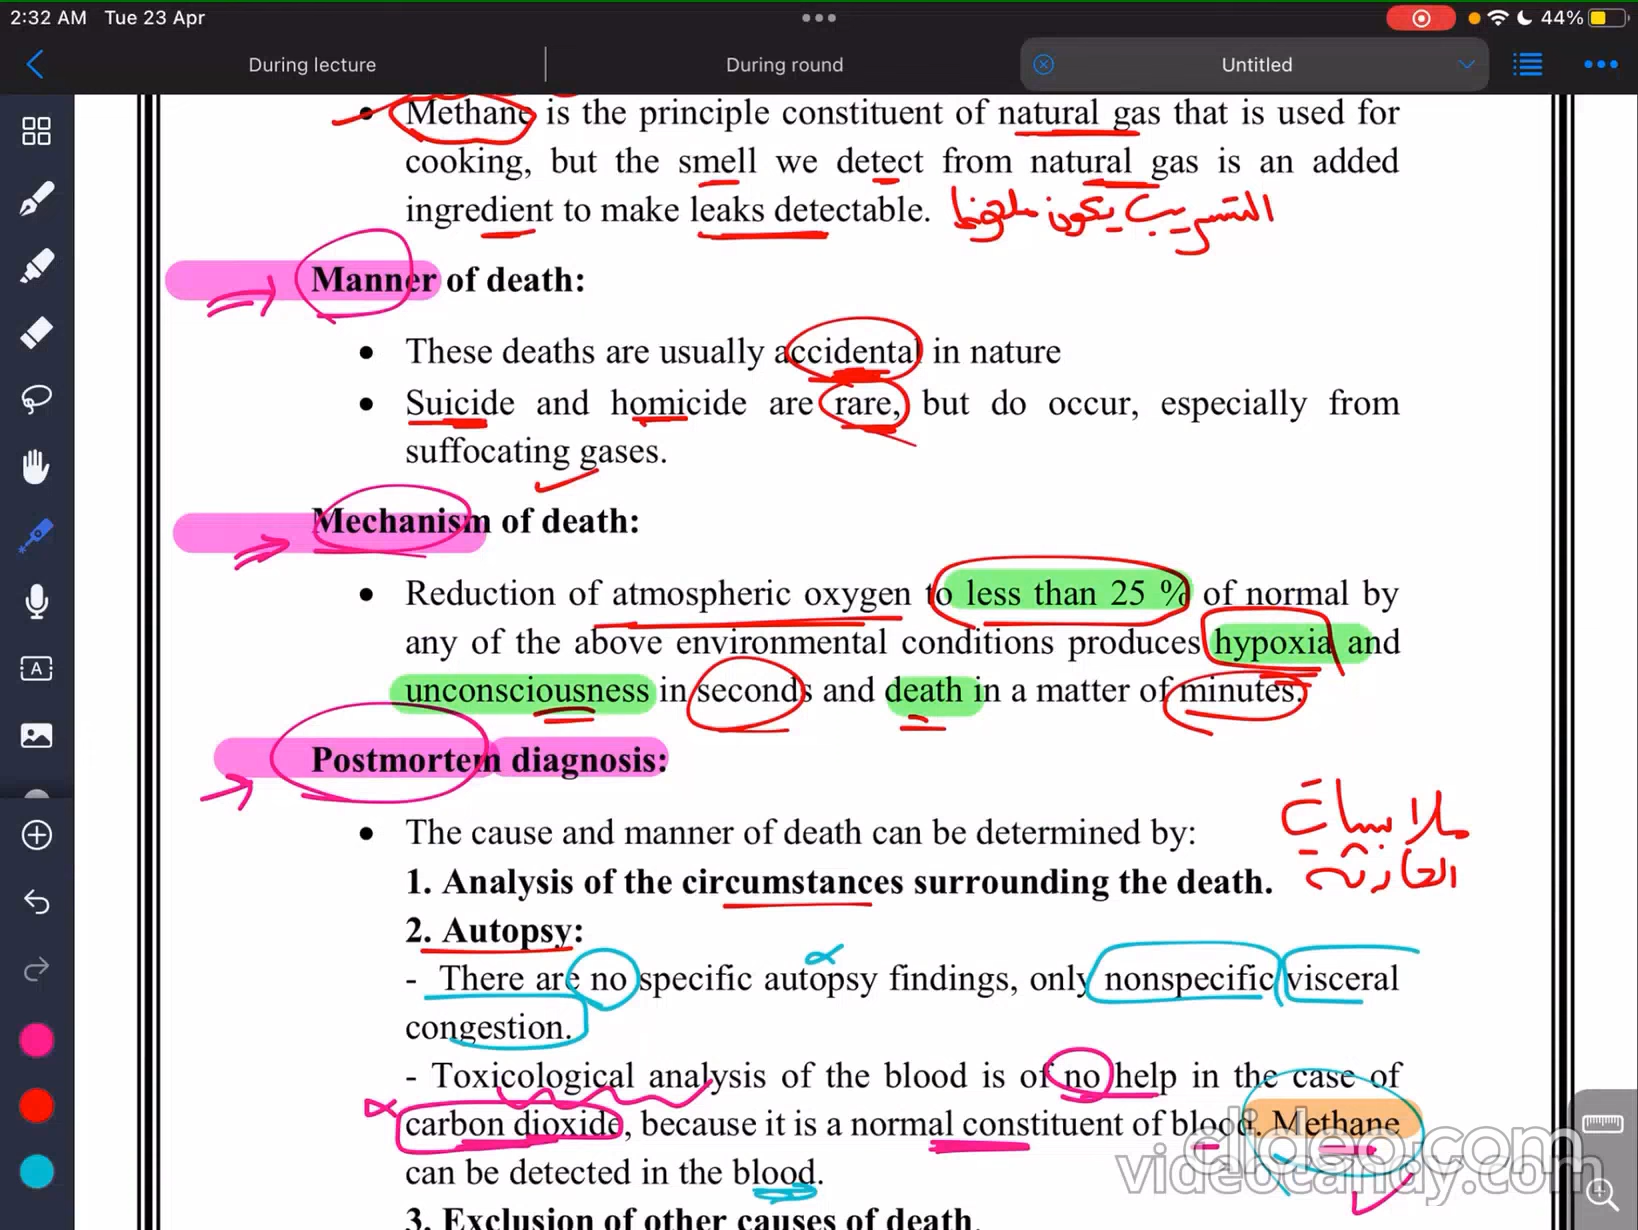 2:32 AM Tue 23 Apr
44%
During lecture
During round
Untitled
Methane is the principle constituent of natural gas that is used for
cooking, but the smell we detect from natural gas is an added
ingredient to make leaks detectable. التسريب يكون ملحوظ
Manner of death:
These deaths are usually accidental in nature
Suicide and homicide are rare, but do occur, especially from
suffocating gases.
Mechanism of death:
Reduction of atmospheric oxygen to less than 25 % of normal by
any of the above environmental conditions produces hypoxia and
unconsciousness in seconds and death in a matter of minutes.
Postmortem diagnosis:
The cause and manner of death can be determined by:
ملابسات
1. Analysis of the circumstances surrounding the death.
2. Autopsy:
- There are no specific autopsy findings, only nonspecific visceral
congestion.
- Toxicological analysis of the blood is of no help in the case of
carbon dioxide, because it is a normal constituent of blood. Methane
can be detected in the blood.
clideo.com
videocandy.com
3. Exclusion of other causes of death.